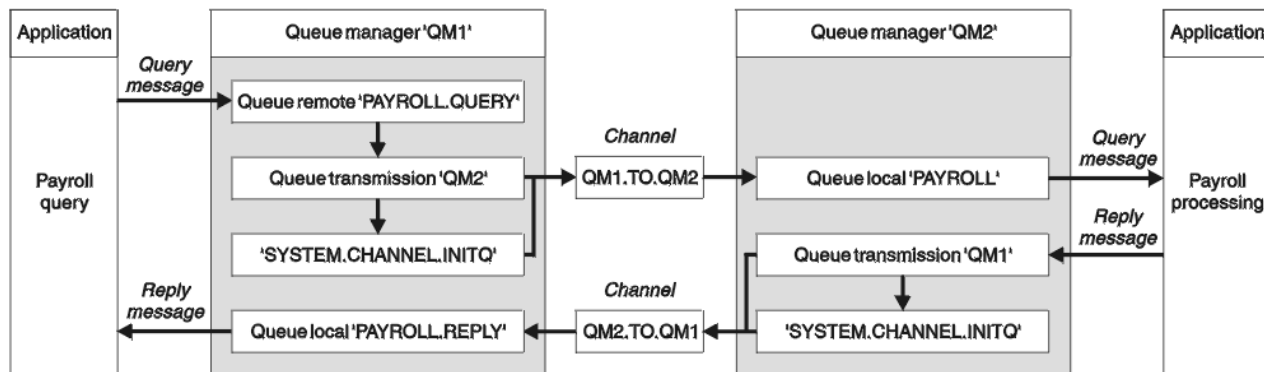 Application
Queue manager 'QM1'
Queue manager 'QM2'
Application
Query
message
Queue remote 'PAYROLL.QUERY'
Channel
Query
message
Payroll
query
Queue transmission 'QM2'
QM1.TO.QM2
Queue local 'PAYROLL'
Payroll
processing
Reply
message
'SYSTEM.CHANNEL.INITQ'
Queue transmission 'QM1'
Reply
message
Channel
Queue local 'PAYROLL.REPLY'
QM2.TO.QM1
'SYSTEM.CHANNEL.INITQ'